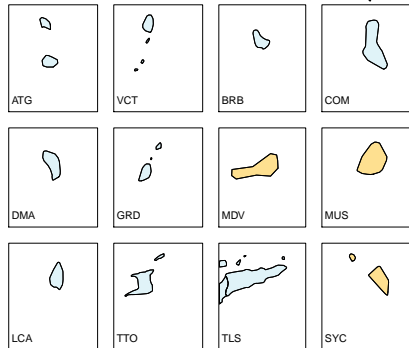 ATG VCT BRB COM
DMA GRD MDV MUS
LCA TTO TLS SYC